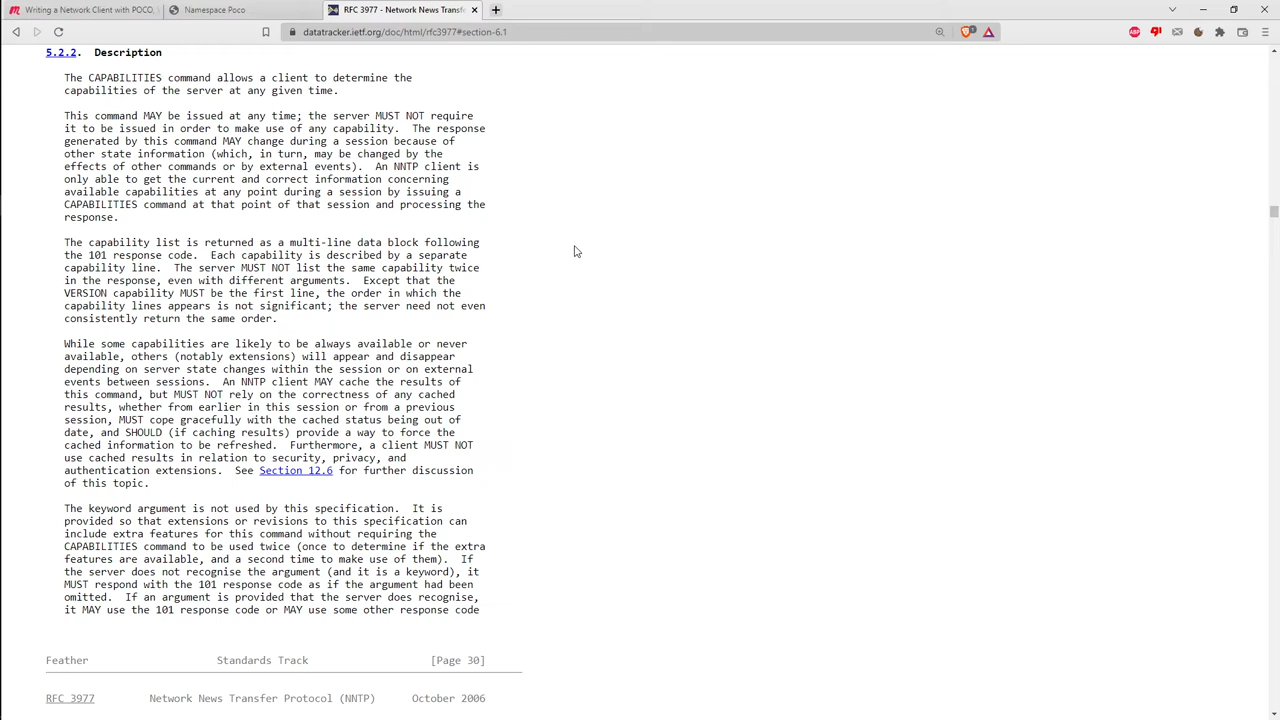 Writing a Network Client with POCO,
Namespace Poco
RFC 3977 - Network News Transfe
datatracker.ietf.org/doc/html/rfc3977#section-6.1
5.2.2. Description
The CAPABILITIES command allows a client to determine the
capabilities of the server at any given time.
This command MAY be issued at any time; the server MUST NOT require
it to be issued in order to make use of any capability. The response
generated by this command MAY change during a session because of
other state information (which, in turn, may be changed by the
effects of other commands or by external events). An NNTP client is
only able to get the current and correct information concerning
available capabilities at any point during a session by issuing a
CAPABILITIES command at that point of that session and processing the
response.
The capability list is returned as a multi-line data block following
the 101 response code. Each capability is described by a separate
capability line. The server MUST NOT list the same capability twice
in the response, even with different arguments. Except that the
VERSION capability MUST be the first line, the order in which the
capability lines appears is not significant; the server need not even
consistently return the same order.
While some capabilities are likely to be always available or never
available, others (notably extensions) will appear and disappear
depending on server state changes within the session or on external
events between sessions. An NNTP client MAY cache the results of
this command, but MUST NOT rely on the correctness of any cached
results, whether from earlier in this session or from a previous
session, MUST cope gracefully with the cached status being out of
date, and SHOULD (if caching results) provide a way to force the
cached information to be refreshed. Furthermore, a client MUST NOT
use cached results in relation to security, privacy, and
authentication extensions. See Section 12.6 for further discussion
of this topic.
The keyword argument is not used by this specification. It is
provided so that extensions or revisions to this specification can
include extra features for this command without requiring the
CAPABILITIES command to be used twice (once to determine if the extra
features are available, and a second time to make use of them). If
the server does not recognise the argument (and it is a keyword), it
MUST respond with the 101 response code as if the argument had been
omitted. If an argument is provided that the server does recognise,
it MAY use the 101 response code or MAY use some other response code
Feather Standards Track [Page 30]
RFC 3977 Network News Transfer Protocol (NNTP) October 2006